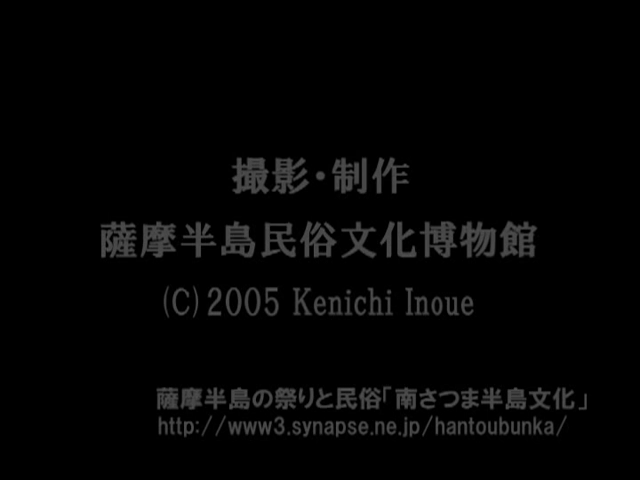 撮影・制作
薩摩半島民俗文化博物館
(C)2005 Kenichi Inoue
薩摩半島の祭りと民俗「南さつま半島文化」
http://www3.synapse.ne.jp/hantoubunka/